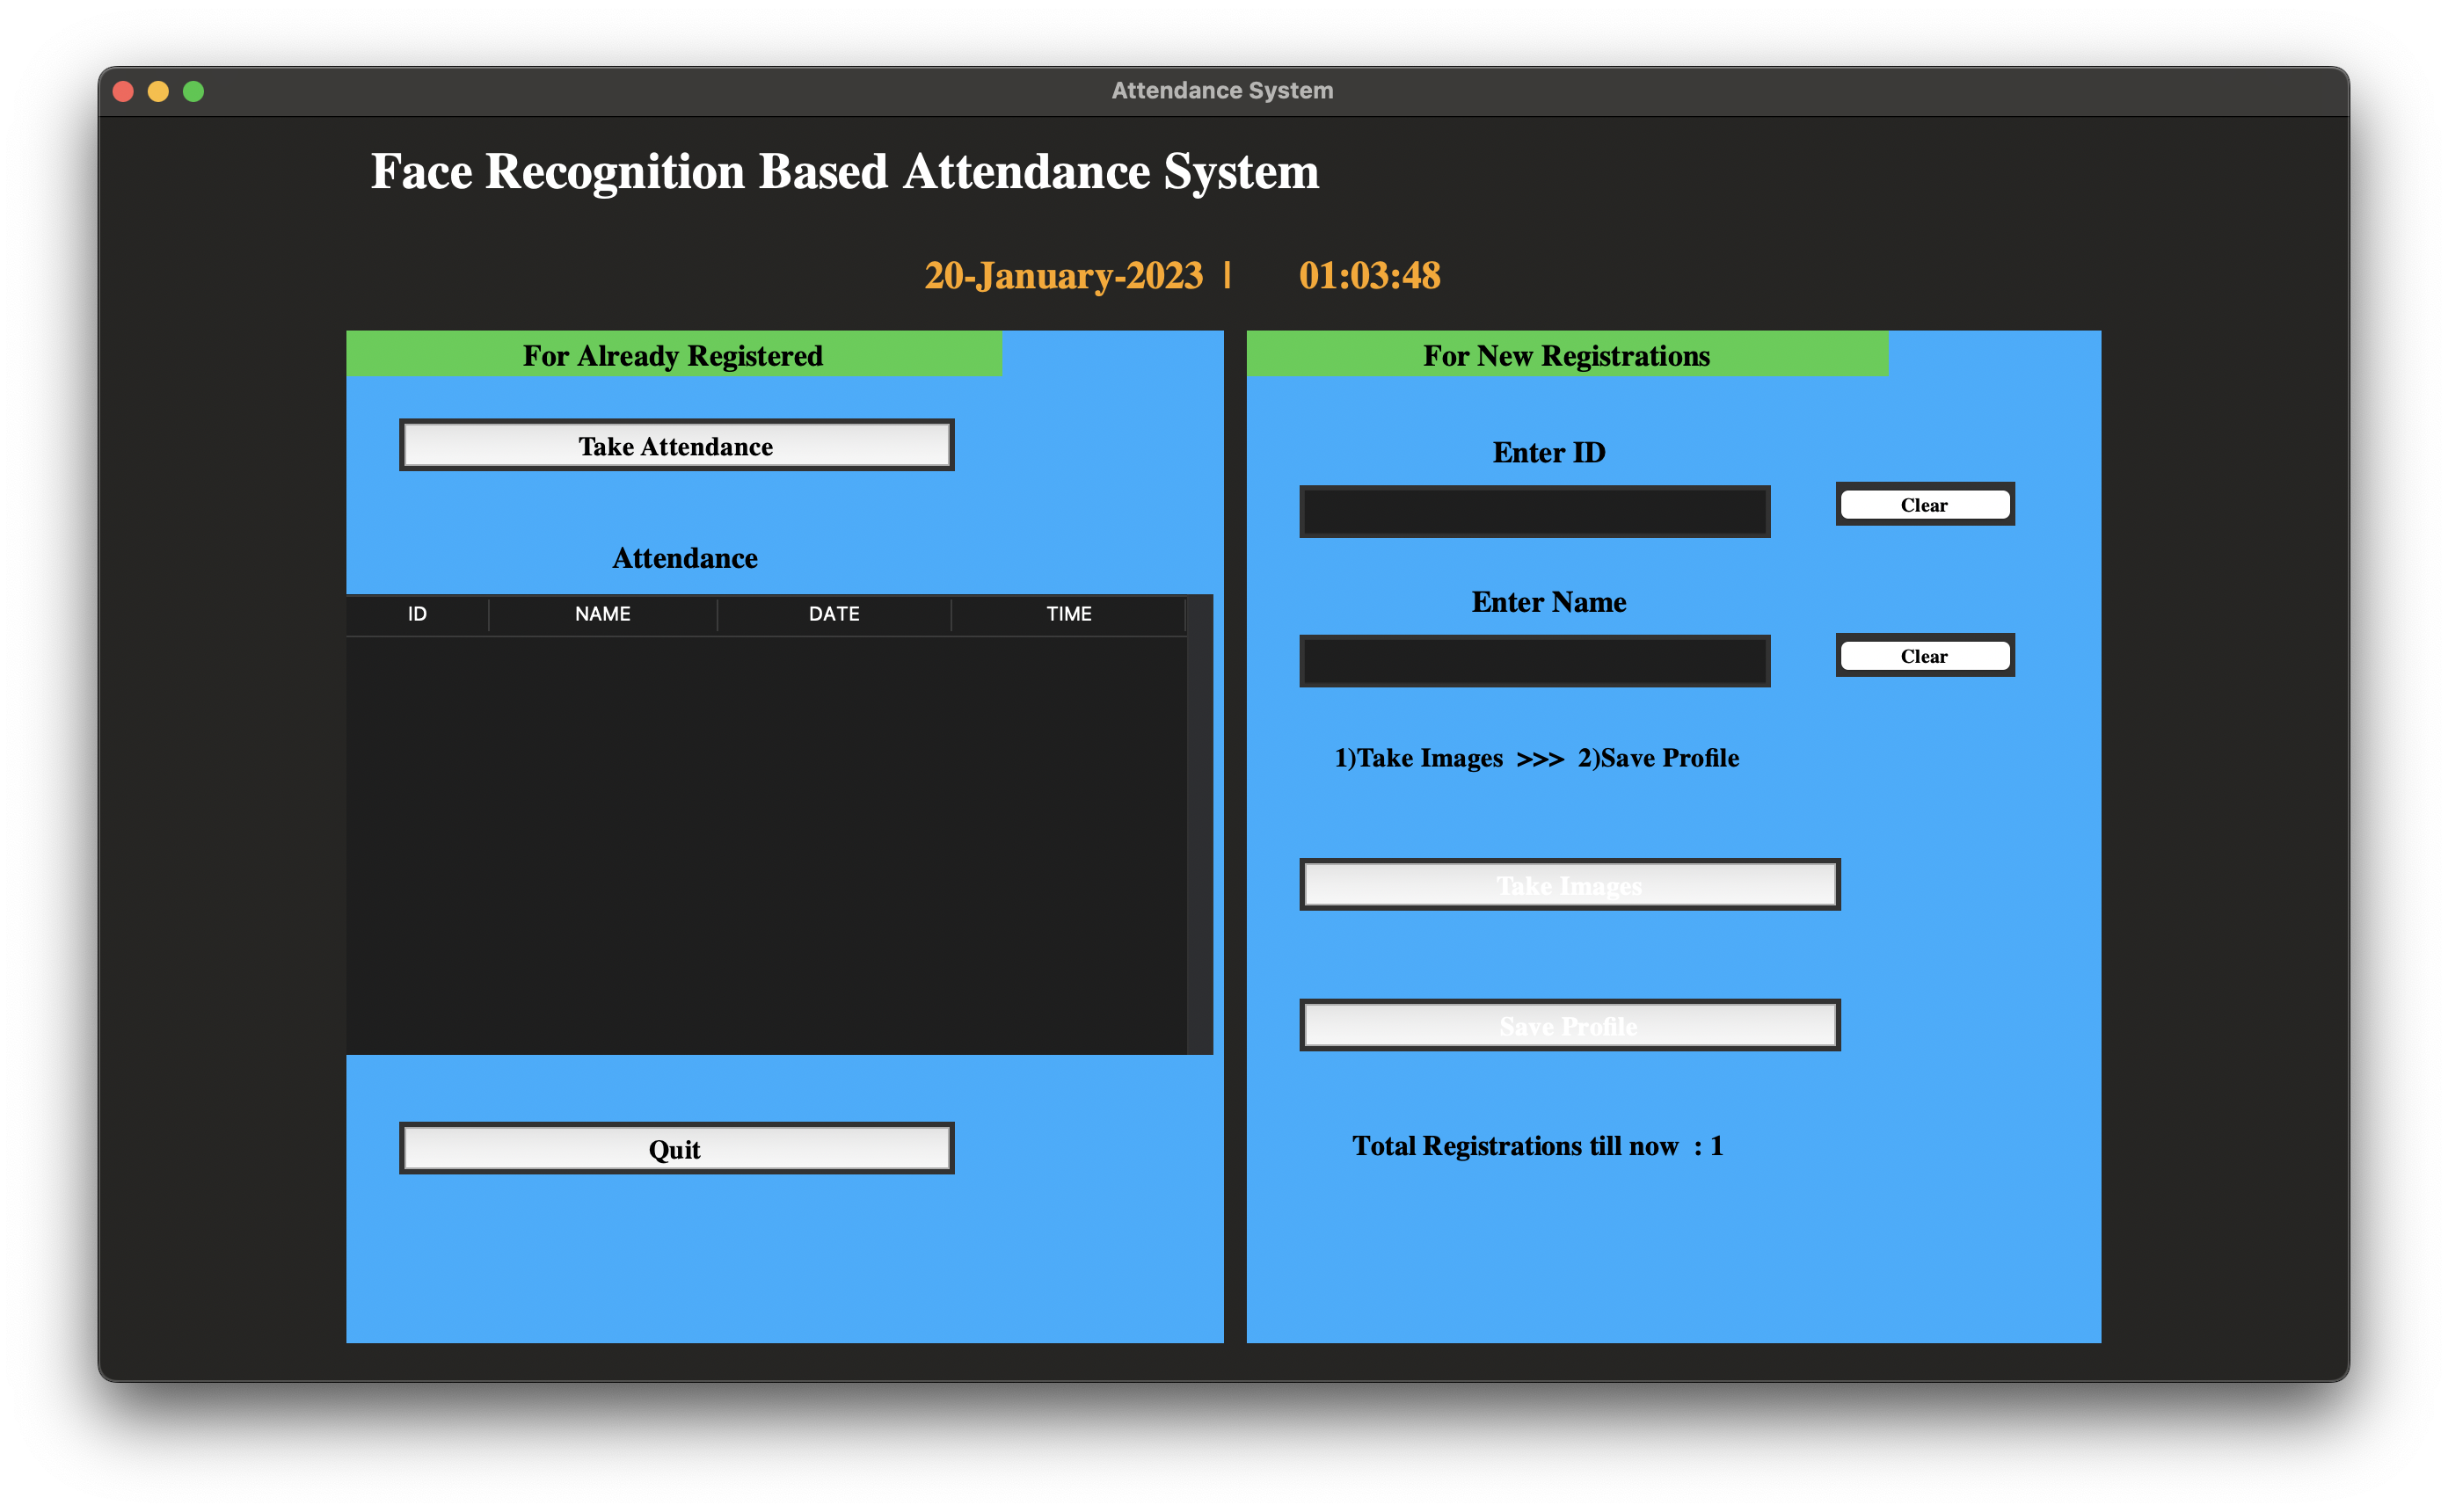 Attendance System
Face Recognition Based Attendance System
20-January-2023 | 01:03:48
For Already Registered
Take Attendance
Attendance
ID NAME DATE TIME
Quit
For New Registrations
Enter ID
Clear
Enter Name
Clear
1)Take Images >>> 2)Save Profile
Take Images
Save Profile
Total Registrations till now : 1